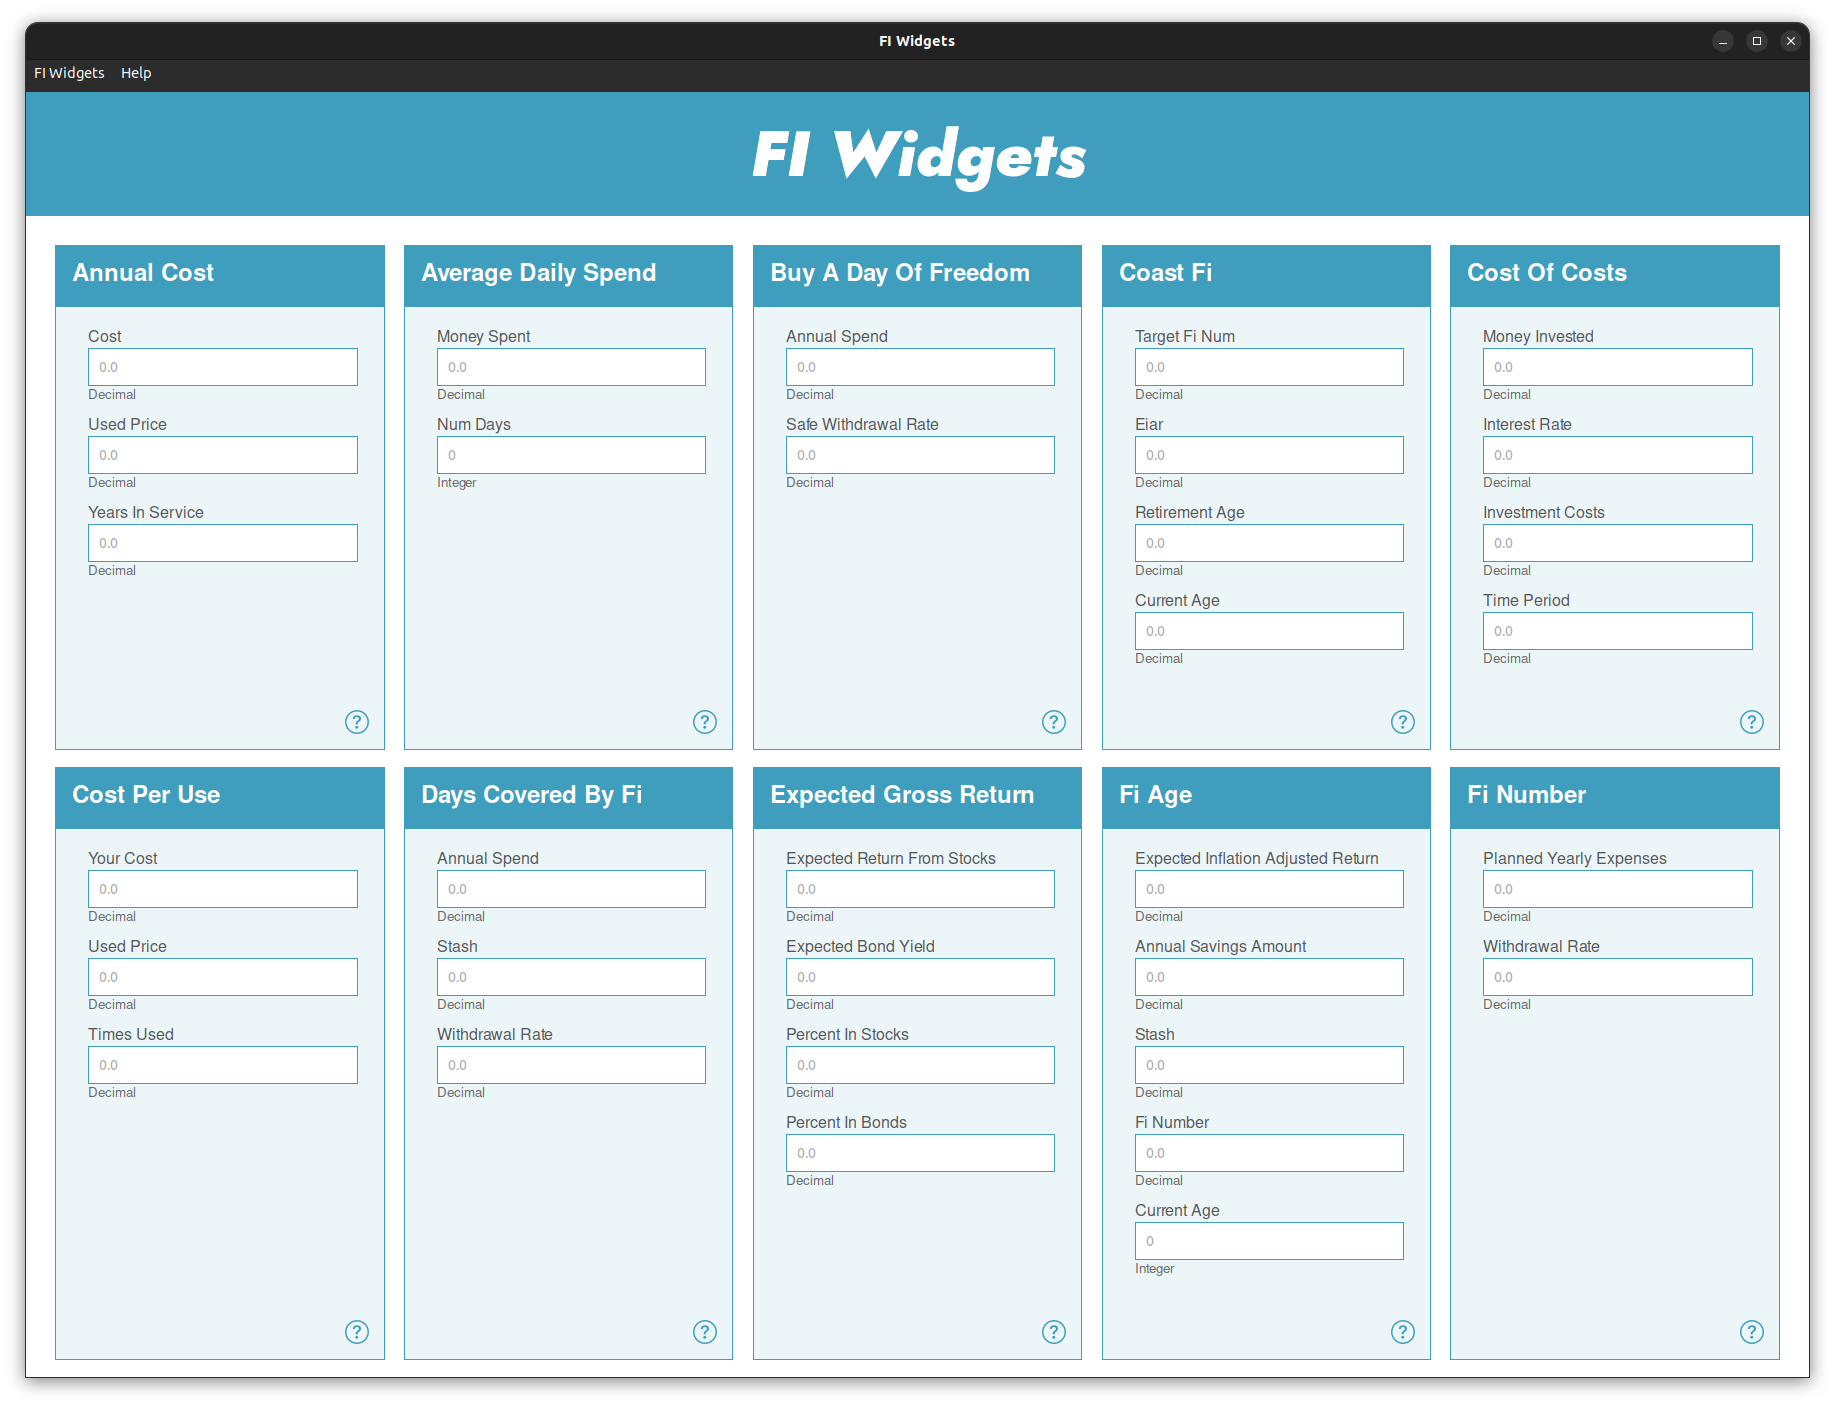 FI Widgets
FI Widgets Help
FI Widgets
Annual Cost
Cost
0.0
Decimal
Used Price
0.0
Decimal
Years In Service
0.0
Decimal
?
Average Daily Spend
Money Spent
0.0
Decimal
Num Days
0
Integer
?
Buy A Day Of Freedom
Annual Spend
0.0
Decimal
Safe Withdrawal Rate
0.0
Decimal
?
Coast Fi
Target Fi Num
0.0
Decimal
Eiar
0.0
Decimal
Retirement Age
0.0
Decimal
Current Age
0.0
Decimal
?
Cost Of Costs
Money Invested
0.0
Decimal
Interest Rate
0.0
Decimal
Investment Costs
0.0
Decimal
Time Period
0.0
Decimal
?
Cost Per Use
Your Cost
0.0
Decimal
Used Price
0.0
Decimal
Times Used
0.0
Decimal
?
Days Covered By Fi
Annual Spend
0.0
Decimal
Stash
0.0
Decimal
Withdrawal Rate
0.0
Decimal
?
Expected Gross Return
Expected Return From Stocks
0.0
Decimal
Expected Bond Yield
0.0
Decimal
Percent In Stocks
0.0
Decimal
Percent In Bonds
0.0
Decimal
?
Fi Age
Expected Inflation Adjusted Return
0.0
Decimal
Annual Savings Amount
0.0
Decimal
Stash
0.0
Decimal
Fi Number
0.0
Decimal
Current Age
0
Integer
?
Fi Number
Planned Yearly Expenses
0.0
Decimal
Withdrawal Rate
0.0
Decimal
?